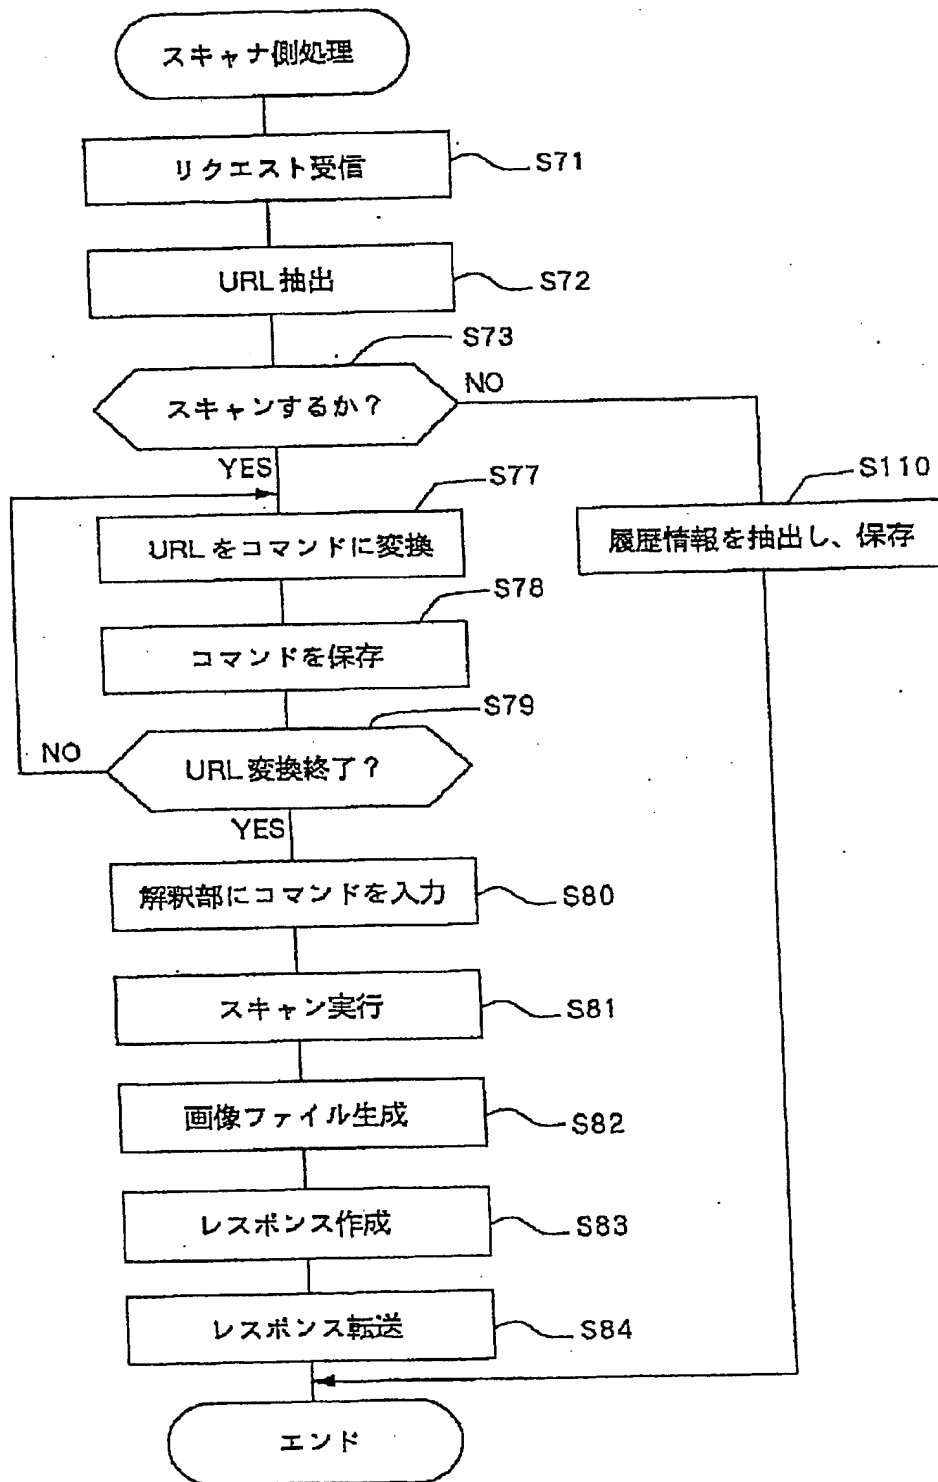 スキャナ側処理
リクエスト受信
S71
URL抽出
S72
S73
スキャンするか？
NO
YES
S77
URLをコマンドに変換
S110
履歴情報を抽出し、保存
S78
コマンドを保存
S79
NO
URL変換終了？
YES
解釈部にコマンドを入力
S80
スキャン実行
S81
画像ファイル生成
S82
レスポンス作成
S83
レスポンス転送
S84
エンド